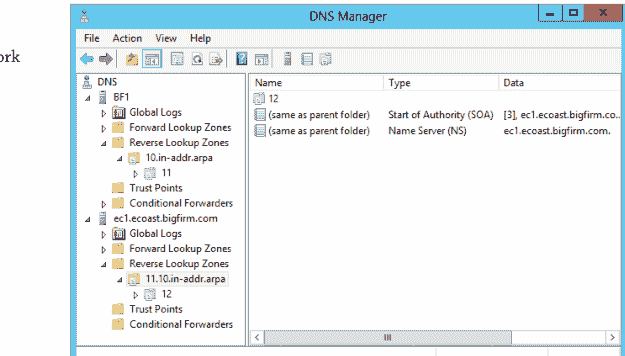 ork
DNS Manager
File Action View Help
DNS
BF1
Global Logs
Forward Lookup Zones
Reverse Lookup Zones
10.in-addr.arpa
11
Trust Points
Conditional Forwarders
ec1.ecoast.bigfirm.com
Global Logs
Forward Lookup Zones
Reverse Lookup Zones
11.10.in-addr.arpa
12
Trust Points
Conditional Forwarders
Name Type Data
12
(same as parent folder) Start of Authority (SOA) [3], ec1.ecoast.bigfirm.co...
(same as parent folder) Name Server (NS) ec1.ecoast.bigfirm.com.